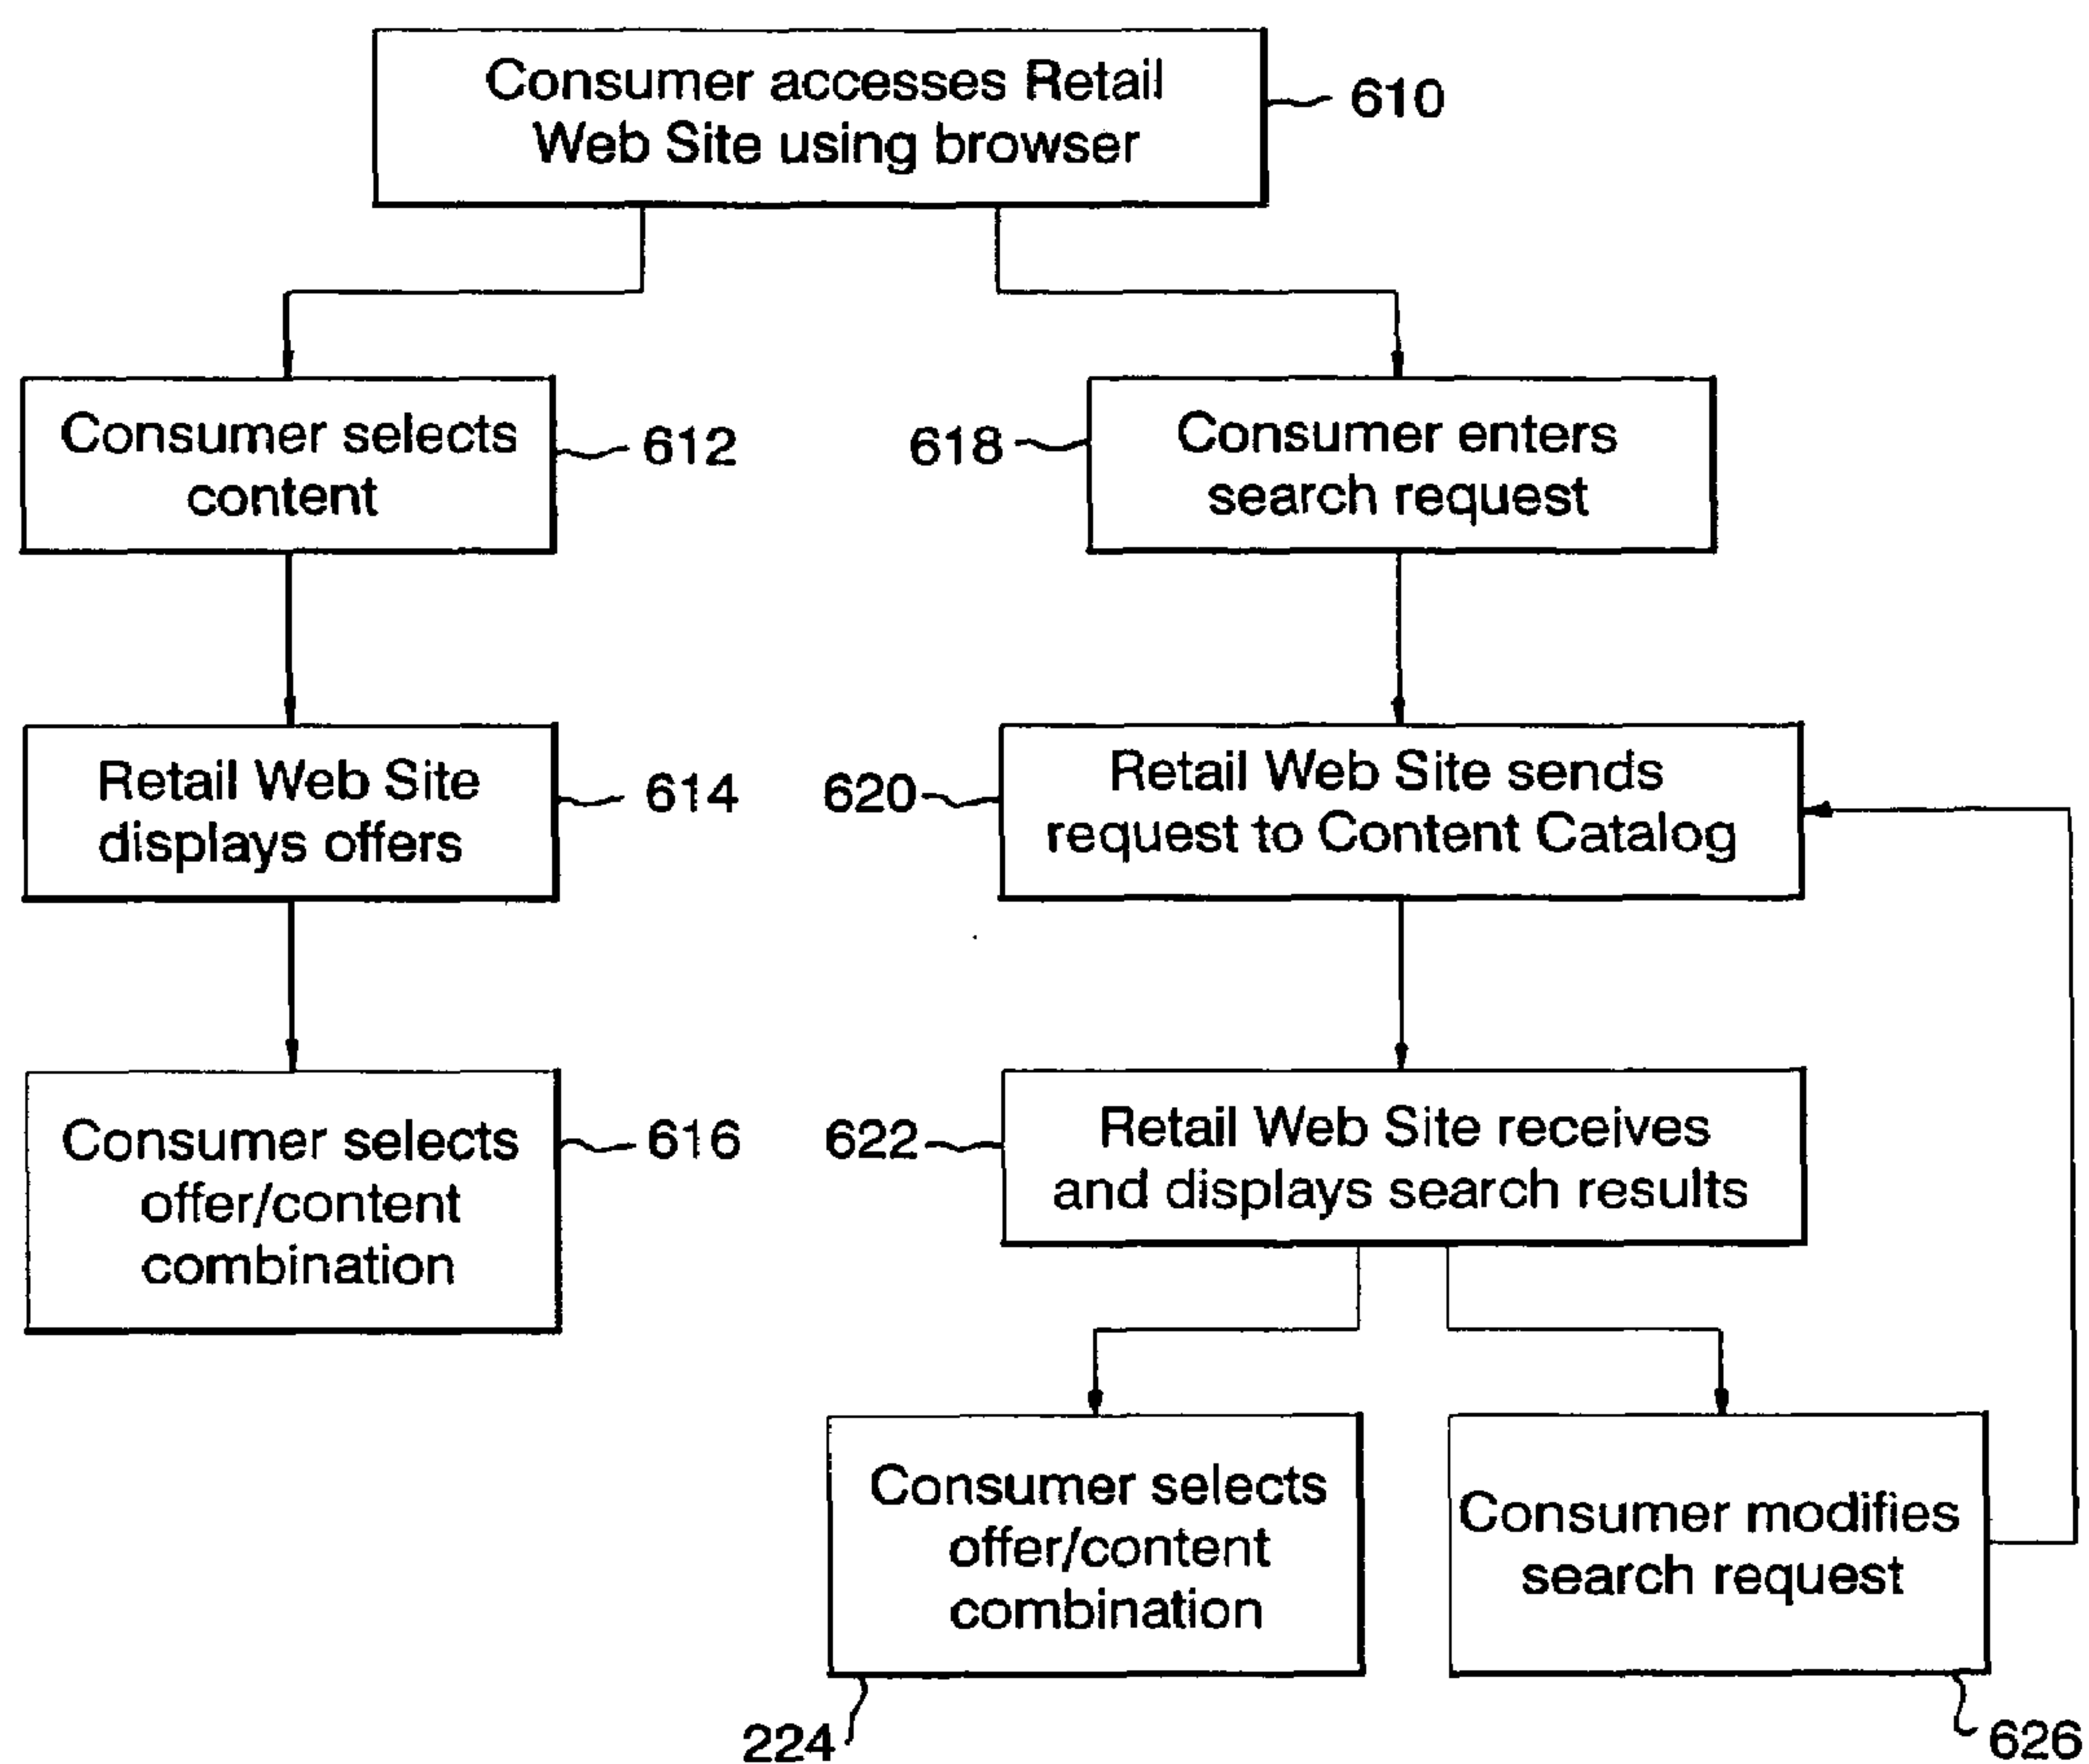 Consumer accesses Retail
Web Site using browser
610
Consumer selects
content
612
618
Consumer enters
search request
Retail Web Site
displays offers
614
620
Retail Web Site sends
request to Content Catalog
Consumer selects
offer/content
combination
616
622
Retail Web Site receives
and displays search results
Consumer selects
offer/content
combination
224
Consumer modifies
search request
626